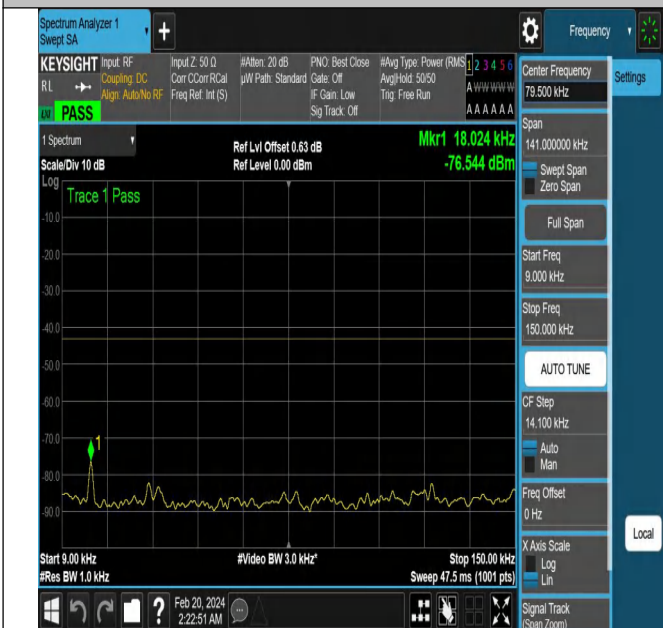 Spectrum Analyzer 1
Swept SA
+
Frequency
KEYSIGHT
RL
LXI
PASS
Input: RF
Coupling: DC
Align: Auto/No RF
Input Z: 50 Ω
Corr CCorr RCal
Freq Ref: Int (S)
#Atten: 20 dB
µW Path: Standard
PNO: Best Close
Gate: Off
IF Gain: Low
Sig Track: Off
#Avg Type: Power (RMS
Avg|Hold: 50/50
Trig: Free Run
1 2 3 4 5 6
A W W W W W
A A A A A A
1 Spectrum
Scale/Div 10 dB
Log
Ref Lvl Offset 0.63 dB
Ref Level 0.00 dBm
Mkr1 18.024 kHz
-76.544 dBm
Trace 1 Pass
-10.0
-20.0
-30.0
-40.0
-50.0
-60.0
-70.0
-80.0
-90.0
1
Start 9.00 kHz
#Res BW 1.0 kHz
#Video BW 3.0 kHz*
Stop 150.00 kHz
Sweep 47.5 ms (1001 pts)
?
Feb 20, 2024
2:22:51 AM
Center Frequency
79.500 kHz
Span
141.000000 kHz
Swept Span
Zero Span
Full Span
Start Freq
9.000 kHz
Stop Freq
150.000 kHz
AUTO TUNE
CF Step
14.100 kHz
Auto
Man
Freq Offset
0 Hz
X Axis Scale
Log
Lin
Signal Track
(Span Zoom)
Settings
Local